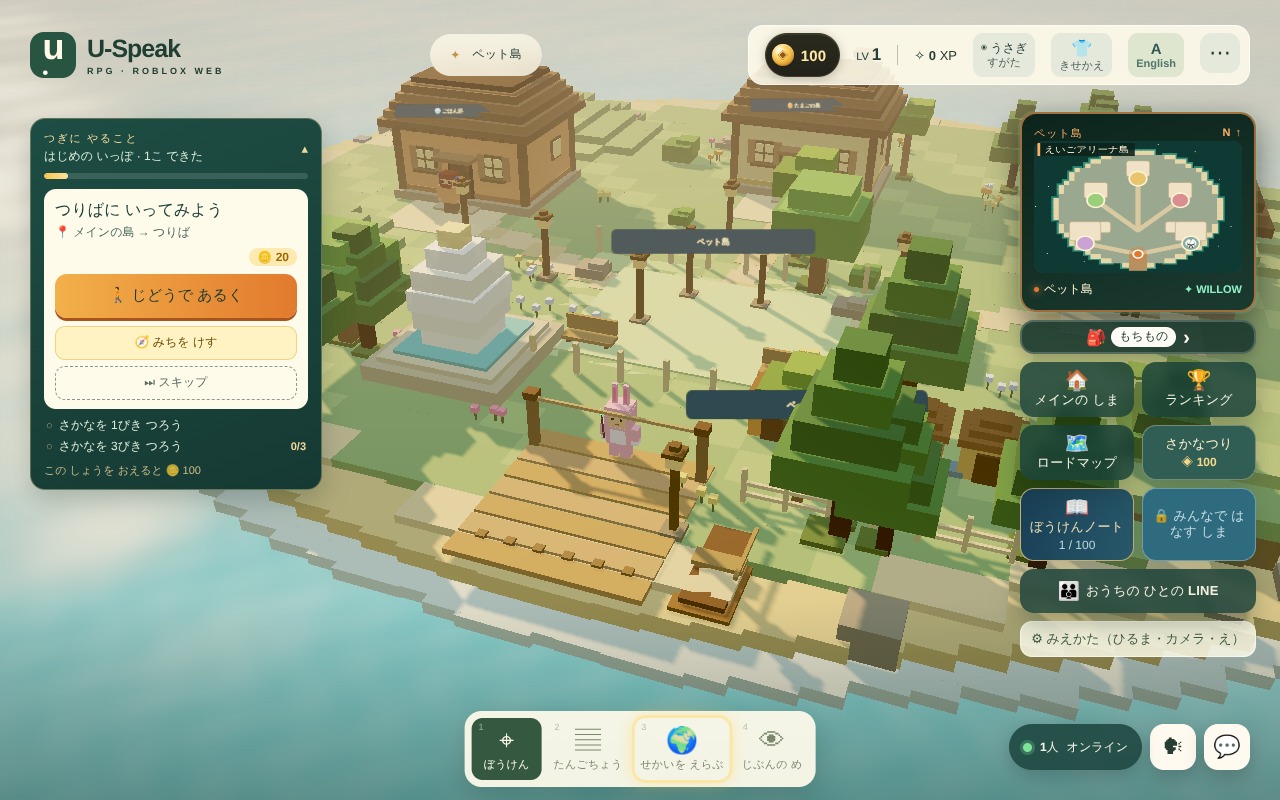 u
U-Speak
RPG · ROBLOX WEB
✦ ペット島
100
LV 1
✧ 0 XP
うさぎ
すがた
きせかえ
A
English
⋯
つぎに やること
はじめの いっぽ · 1こ できた
つりばに いってみよう
メインの島 → つりば
20
じどうで あるく
みちを けす
スキップ
さかなを 1ぴき つろう
さかなを 3びき つろう 0/3
この しょうを おえると 100
ごはん島
たまごの島
ペット島
ペット島
N ↑
えいごアリーナ島
ペット島
✦ WILLOW
もちもの ›
メインの しま
ランキング
ロードマップ
さかなつり
◈ 100
ぼうけんノート
1 / 100
みんなで は
なす しま
おうちの ひとの LINE
みえかた（ひるま・カメラ・え）
1
ぼうけん
2
たんごちょう
3
せかいを えらぶ
4
じぶんの め
1人 オンライン